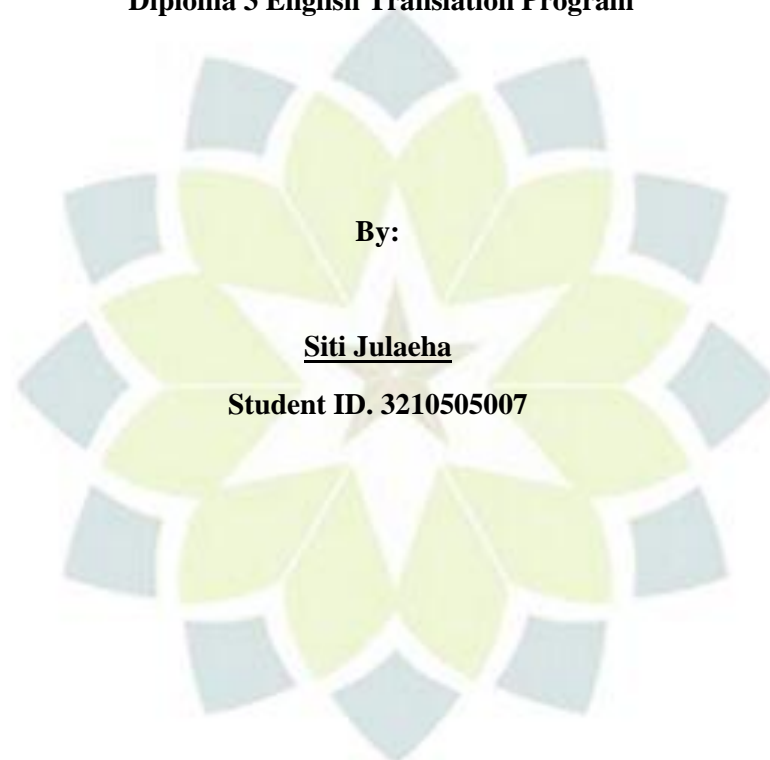 Diploma 3 English Translation Program
By:
Siti Julaeha
Student ID. 3210505007